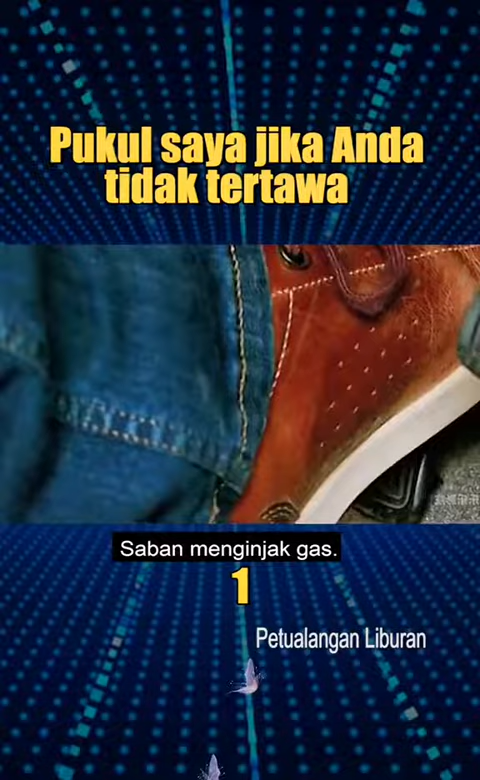 Pukul saya jika Anda
tidak tertawa
Saban menginjak gas.
1
Petualangan Liburan